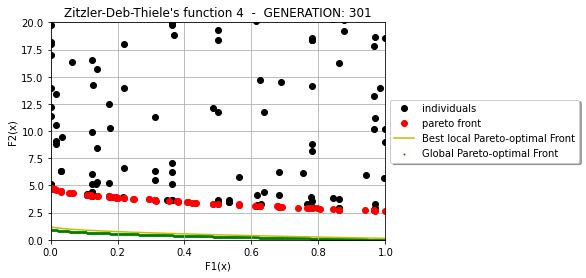 Zitzler-Deb-Thiele's function 4 - GENERATION: 301
F2(x)
20.0
17.5
15.0
12.5
10.0
7.5
5.0
2.5
0.0
0.0 0.2 0.4 0.6 0.8 1.0
F1(x)
individuals
pareto front
Best local Pareto-optimal Front
Global Pareto-optimal Front